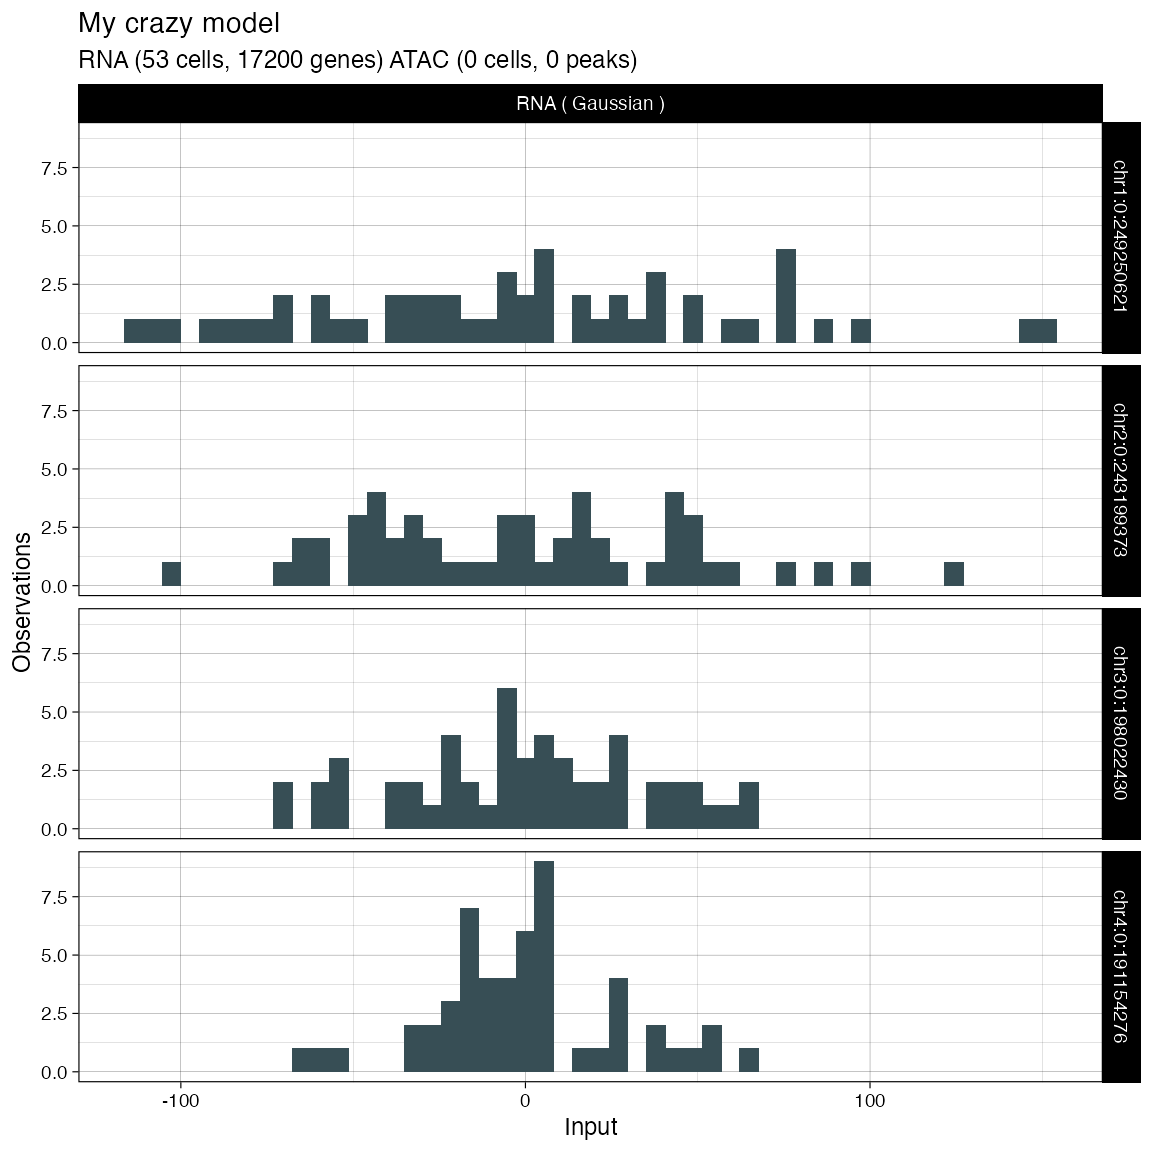 My crazy model
RNA (53 cells, 17200 genes) ATAC (0 cells, 0 peaks)
RNA ( Gaussian )
7.5
5.0
2.5
0.0
chr1:0:249250621
7.5
5.0
2.5
0.0
chr2:0:243199373
7.5
5.0
2.5
0.0
chr3:0:198022430
7.5
5.0
2.5
0.0
chr4:0:191154276
Observations
-100 0 100
Input